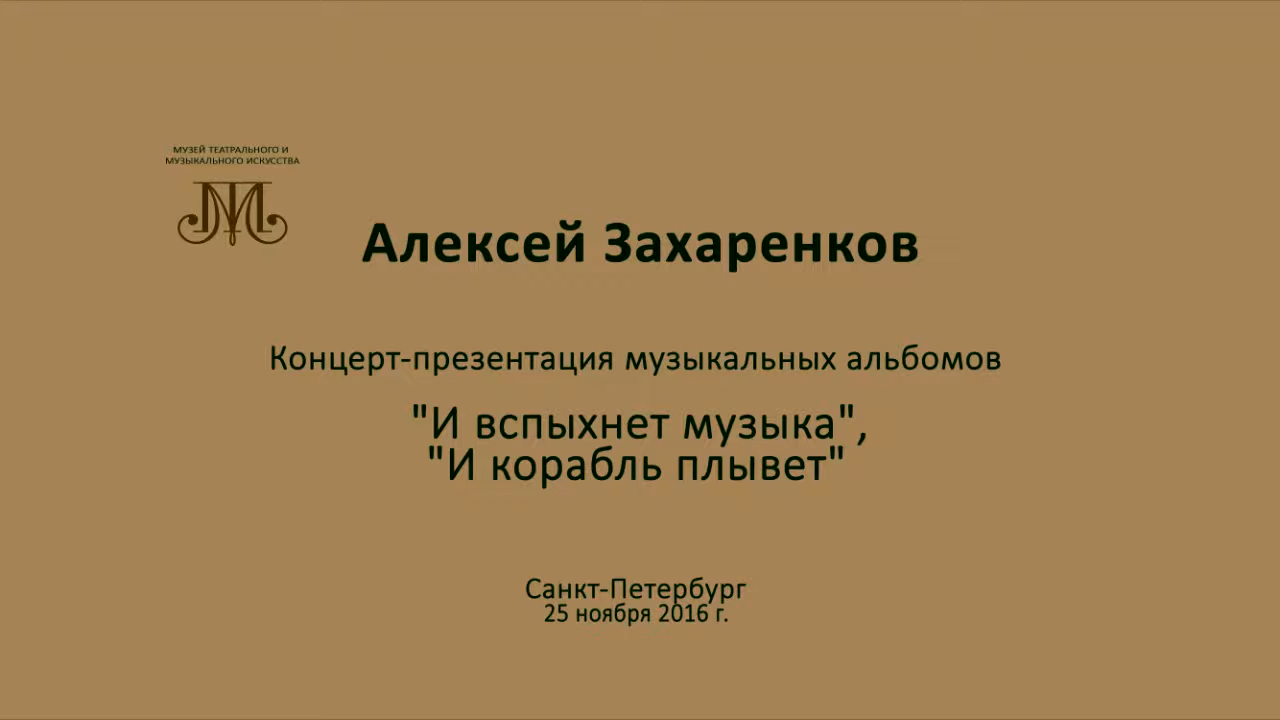 МУЗЕЙ ТЕАТРАЛЬНОГО И
МУЗЫКАЛЬНОГО ИСКУССТВА
Алексей Захаренков
Концерт-презентация музыкальных альбомов
"И вспыхнет музыка",
"И корабль плывет"
Санкт-Петербург
25 ноября 2016 г.